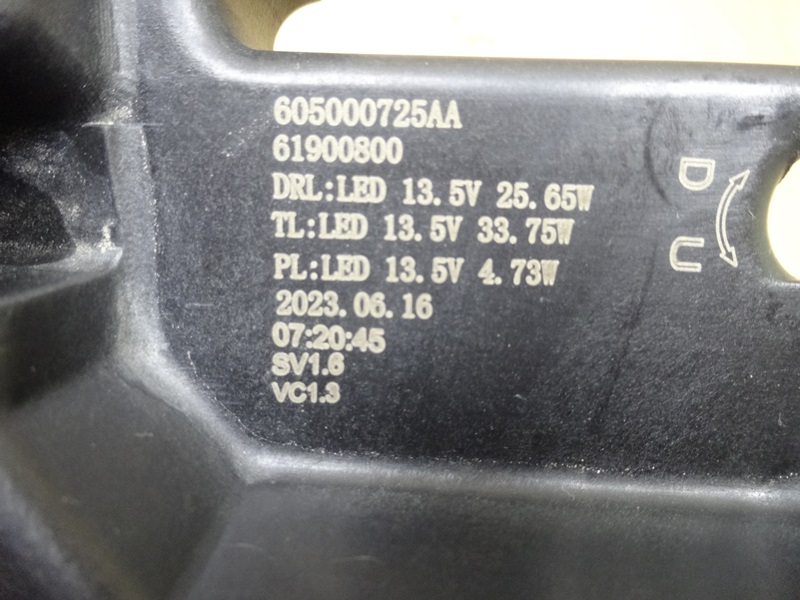 605000725AA
61900800
DRL:LED 13.5V 25.65W
TL:LED 13.5V 33.75W
PL:LED 13.5V 4.73W
2023.06.16
07:20:45
SV1.6
VC1.3
D
U